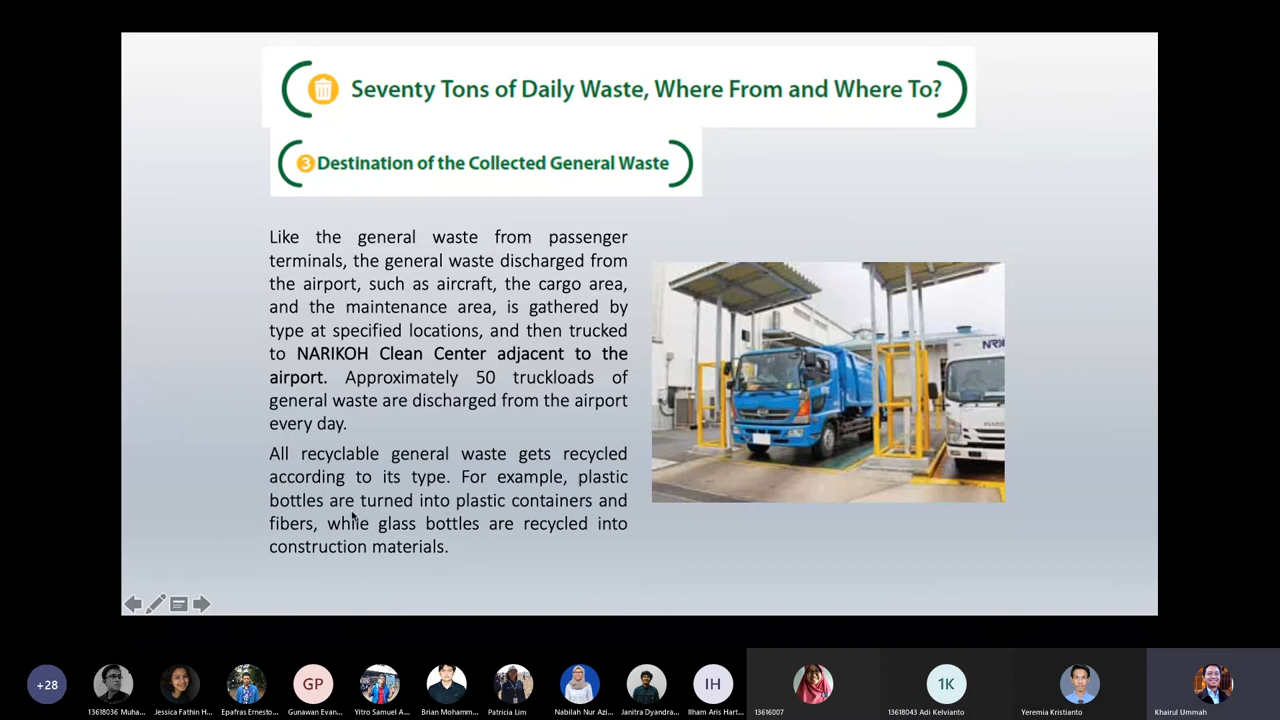 Seventy Tons of Daily Waste, Where From and Where To?
3 Destination of the Collected General Waste
Like the general waste from passenger
terminals, the general waste discharged from
the airport, such as aircraft, the cargo area,
and the maintenance area, is gathered by
type at specified locations, and then trucked
to NARIKOH Clean Center adjacent to the
airport. Approximately 50 truckloads of
general waste are discharged from the airport
every day.
All recyclable general waste gets recycled
according to its type. For example, plastic
bottles are turned into plastic containers and
fibers, while glass bottles are recycled into
construction materials.
+28
GP
IH
1K
13618036 Muha...
Jessica Fathin H...
Epafras Ernesto...
Gunawan Evan...
Yitro Samuel A...
Brian Mohamm...
Patricia Lim
Nabilah Nur Azi...
Janitra Dyandra...
Ilham Aris Hart...
13616007
13618043 Adi Kelvianto
Yeremia Kristianto
Khairul Ummah